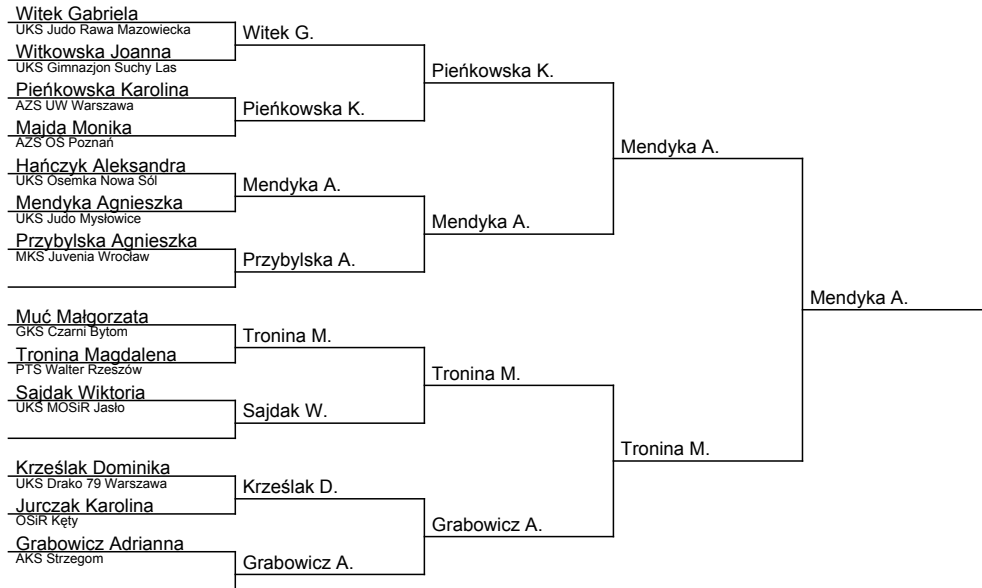 Witek Gabriela
UKS Judo Rawa Mazowiecka
Witkowska Joanna
UKS Gimnazjon Suchy Las
Pieńkowska Karolina
AZS UW Warszawa
Majda Monika
AZS OŚ Poznań
Hańczyk Aleksandra
UKS Ósemka Nowa Sól
Mendyka Agnieszka
UKS Judo Mysłowice
Przybylska Agnieszka
MKS Juvenia Wrocław
Muć Małgorzata
GKS Czarni Bytom
Tronina Magdalena
PTS Walter Rzeszów
Sajdak Wiktoria
UKS MOSiR Jasło
Krześlak Dominika
UKS Drako 79 Warszawa
Jurczak Karolina
OSiR Kęty
Grabowicz Adrianna
AKS Strzegom
Witek G.
Pieńkowska K.
Mendyka A.
Przybylska A.
Tronina M.
Sajdak W.
Krześlak D.
Grabowicz A.
Pieńkowska K.
Mendyka A.
Tronina M.
Grabowicz A.
Mendyka A.
Tronina M.
Mendyka A.